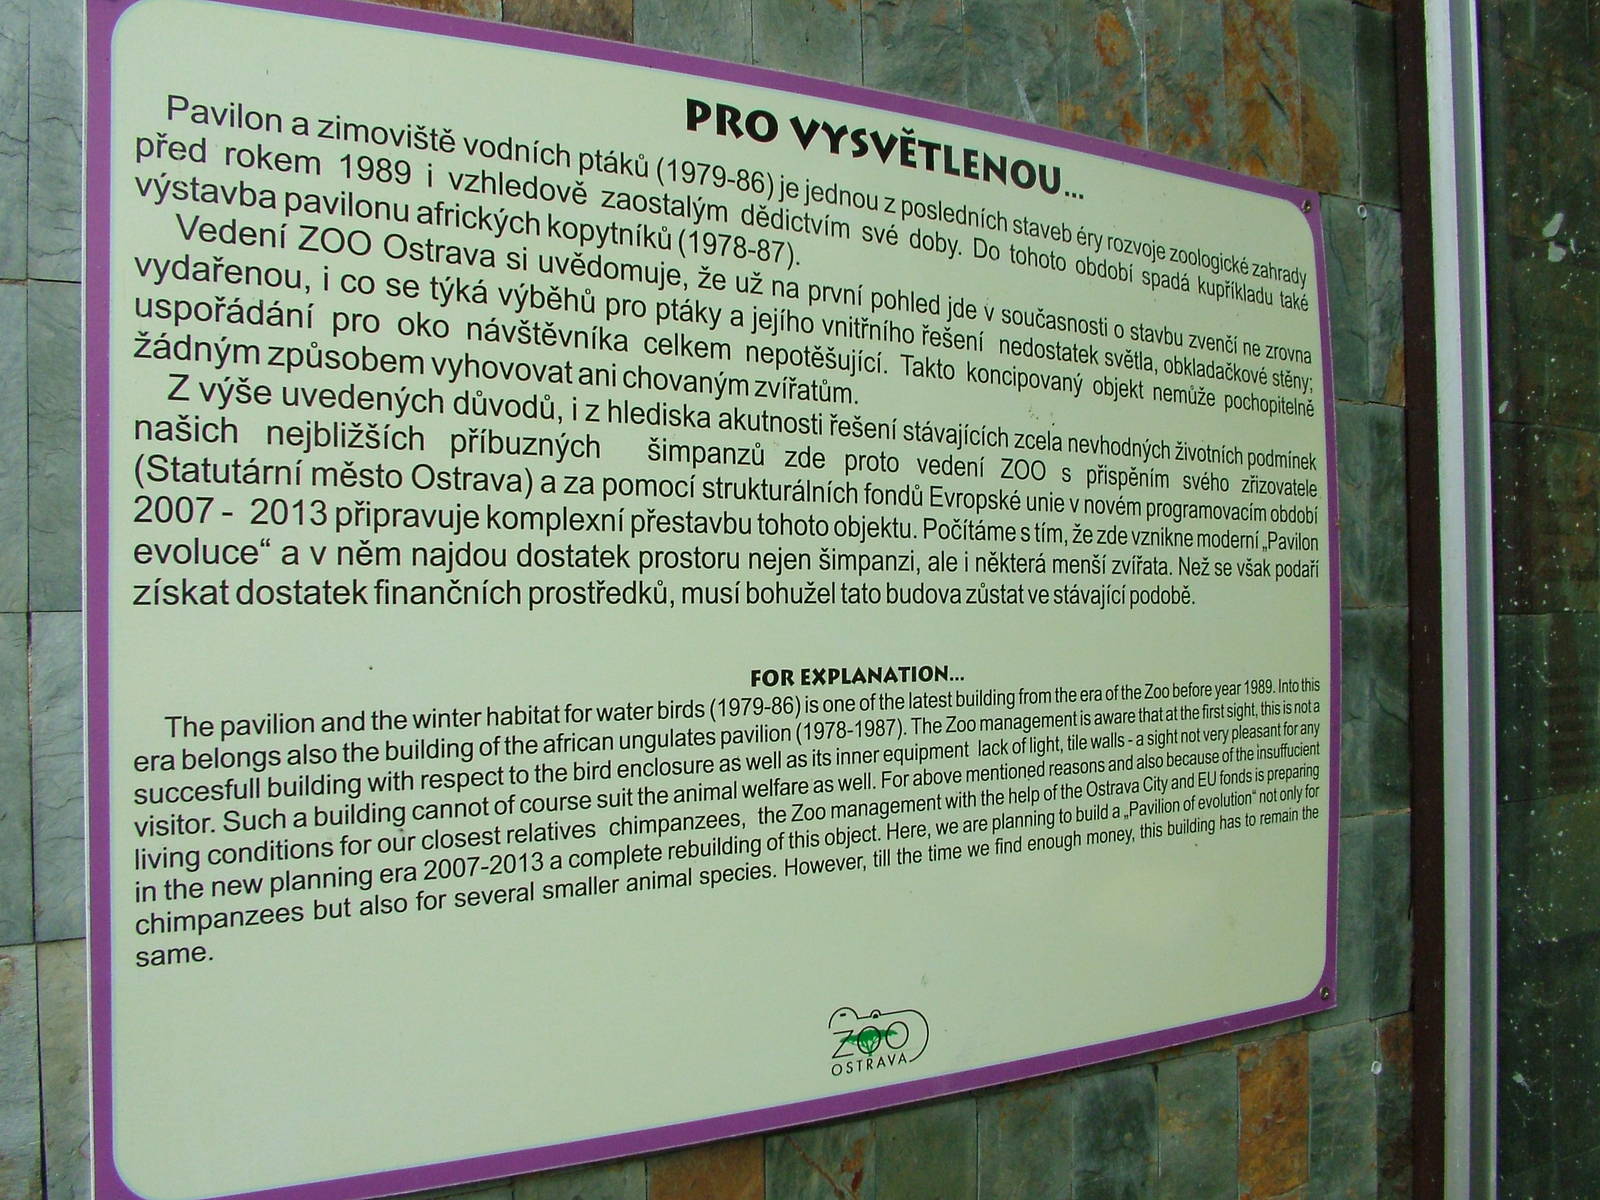 PRO VYSVĚTLENOU...
Pavilon a zimoviště vodních ptáků (1979-86) je jednou z posledních staveb éry rozvoje zoologické zahrady
před rokem 1989 i vzhledově zaostalým dědictvím své doby. Do tohoto období spadá kupříkladu také
výstavba pavilonu afrických kopytníků (1978-87).
Vedení ZOO Ostrava si uvědomuje, že už na první pohled jde v současnosti o stavbu zvenčí ne zrovna
vydařenou, i co se týká výběhů pro ptáky a jejího vnitřního řešení nedostatek světla, obkladačkové stěny;
uspořádání pro oko návštěvníka celkem nepotěšující. Takto koncipovaný objekt nemůže pochopitelně
žádným způsobem vyhovovat ani chovaným zvířatům.
Z výše uvedených důvodů, i z hlediska akutnosti řešení stávajících zcela nevhodných životních podmínek
našich nejbližších příbuzných šimpanzů zde proto vedení ZOO s přispěním svého zřizovatele
(Statutární město Ostrava) a za pomocí strukturálních fondů Evropské unie v novém programovacím období
2007 - 2013 připravuje komplexní přestavbu tohoto objektu. Počítáme s tím, že zde vznikne moderní „Pavilon
evoluce“ a v něm najdou dostatek prostoru nejen šimpanzi, ale i některá menší zvířata. Než se však podaří
získat dostatek finančních prostředků, musí bohužel tato budova zůstat ve stávající podobě.
FOR EXPLANATION...
The pavilion and the winter habitat for water birds (1979-86) is one of the latest building from the era of the Zoo before year 1989. Into this
era belongs also the building of the african ungulates pavilion (1978-1987). The Zoo management is aware that at the first sight, this is not a
succesfull building with respect to the bird enclosure as well as its inner equipment lack of light, tile walls - a sight not very pleasant for any
visitor. Such a building cannot of course suit the animal welfare as well. For above mentioned reasons and also because of the insufficient
living conditions for our closest relatives chimpanzees, the Zoo management with the help of the Ostrava City and EU fonds is preparing
in the new planning era 2007-2013 a complete rebuilding of this object. Here, we are planning to build a „Pavilion of evolution“ not only for
chimpanzees but also for several smaller animal species. However, till the time we find enough money, this building has to remain the
same.
ZOO
OSTRAVA